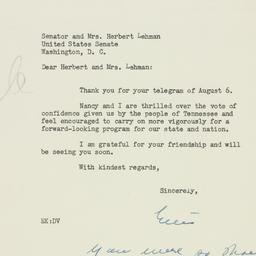 Senator and Mrs. Herbert Lehman
United States Senate
Washington, D. C.
Dear Herbert and Mrs. Lehman:
Thank you for your telegram of August 6.
Nancy and I are thrilled over the vote of
confidence given us by the people of Tennessee and
feel encouraged to carry on more vigorously for a
forward-looking program for our state and nation.
I am grateful for your friendship and will
be seeing you soon.
With kindest regards,
Sincerely,
EK:DV